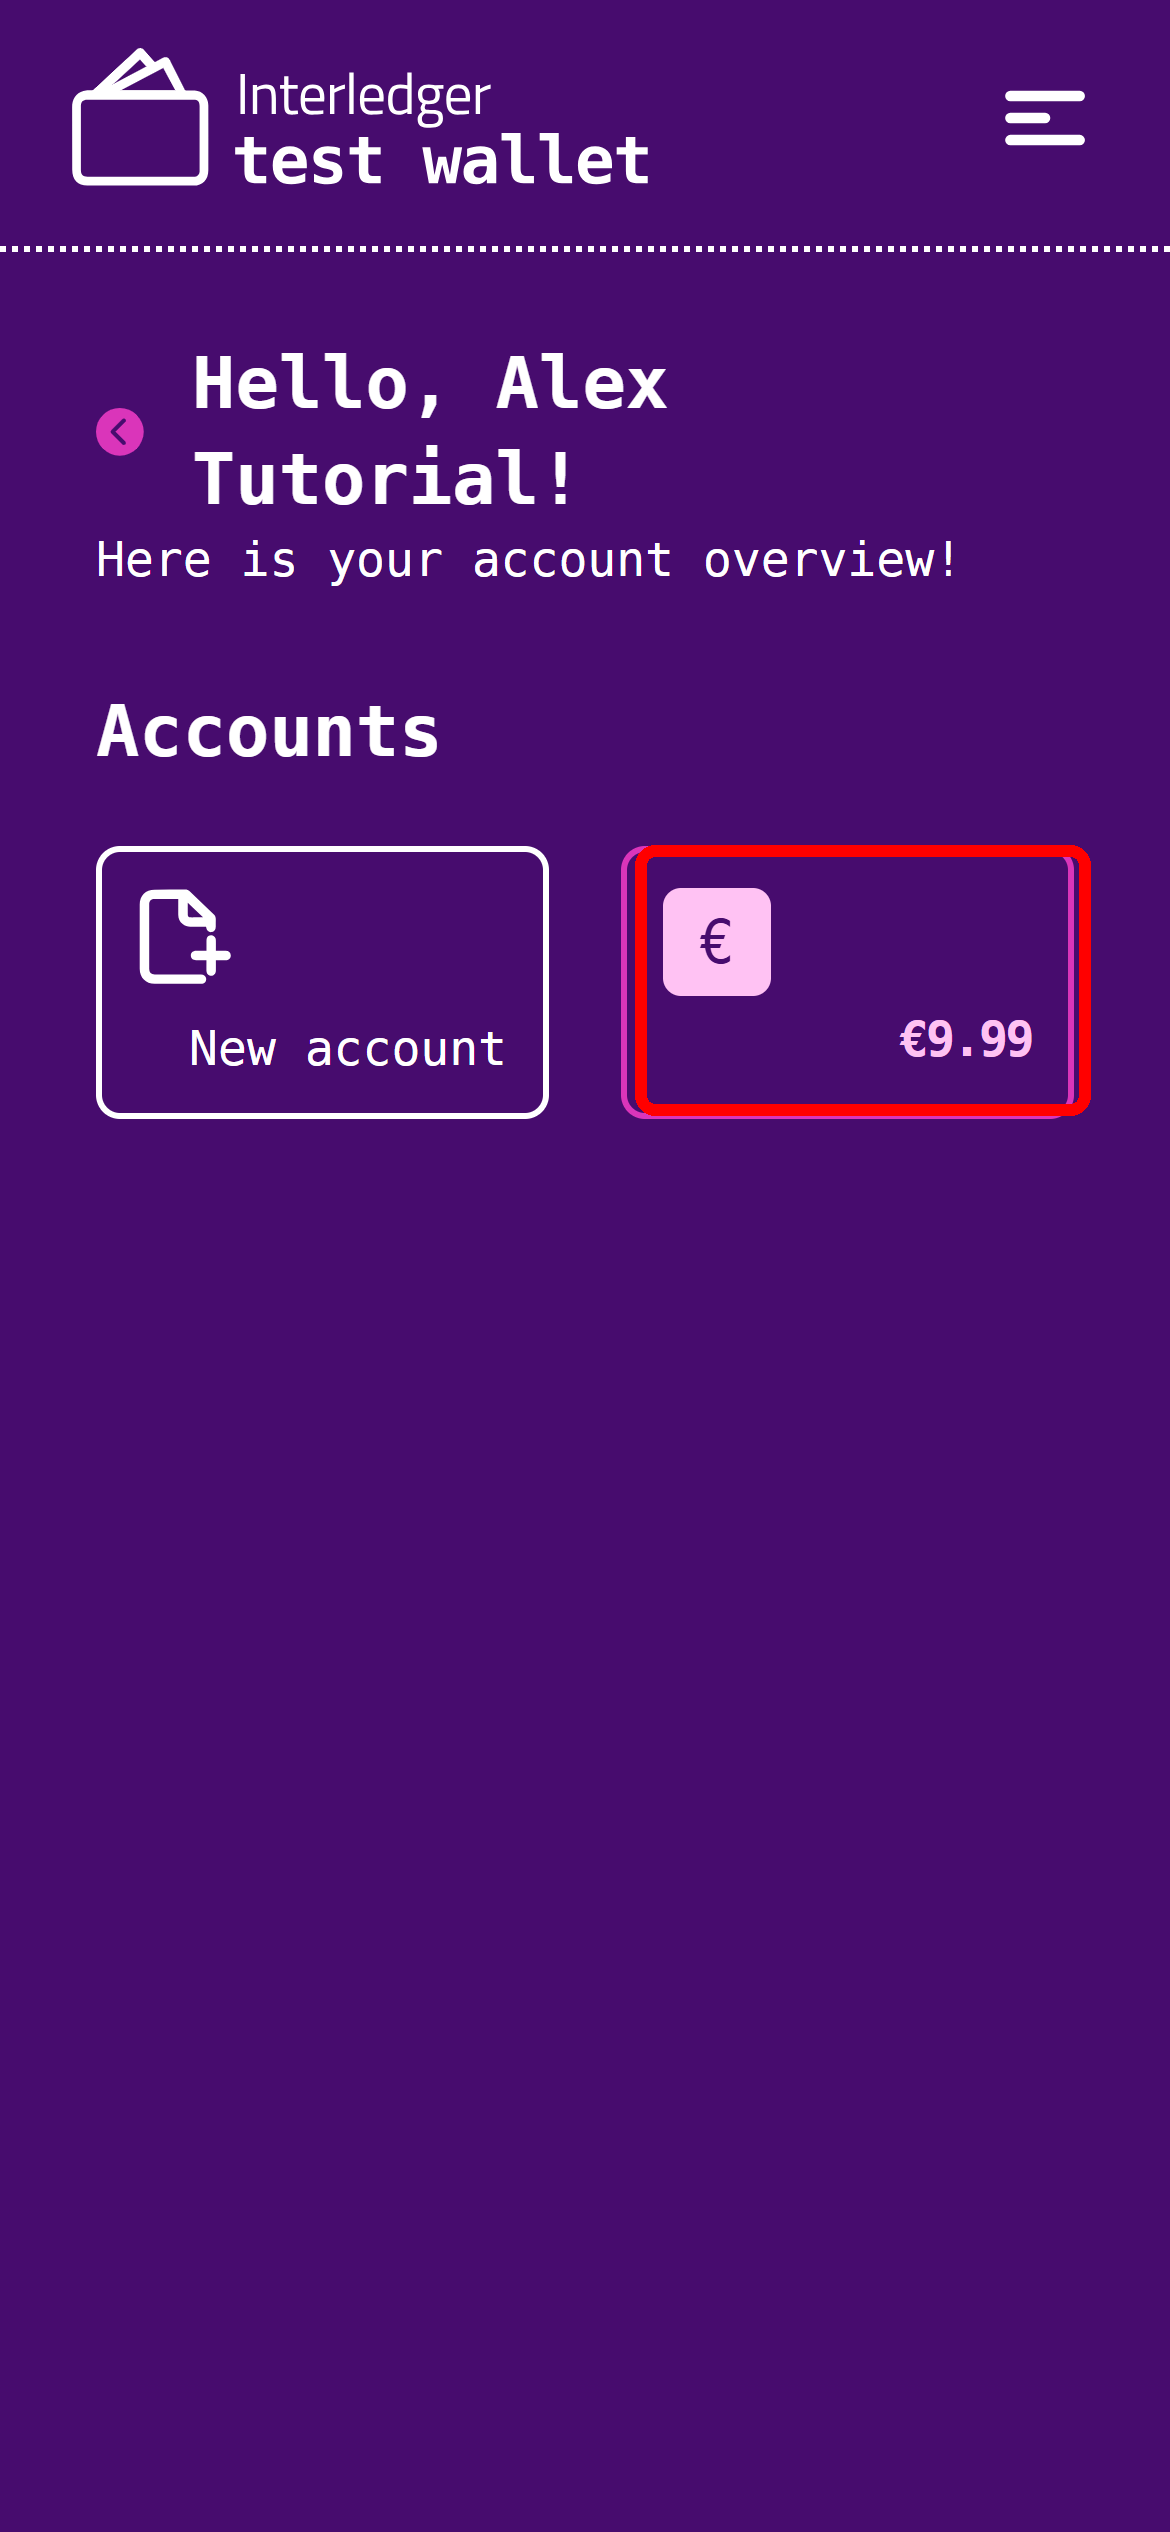 Interledger
test wallet
Hello, Alex
Tutorial!
Here is your account overview!
Accounts
€
New account
€9.99